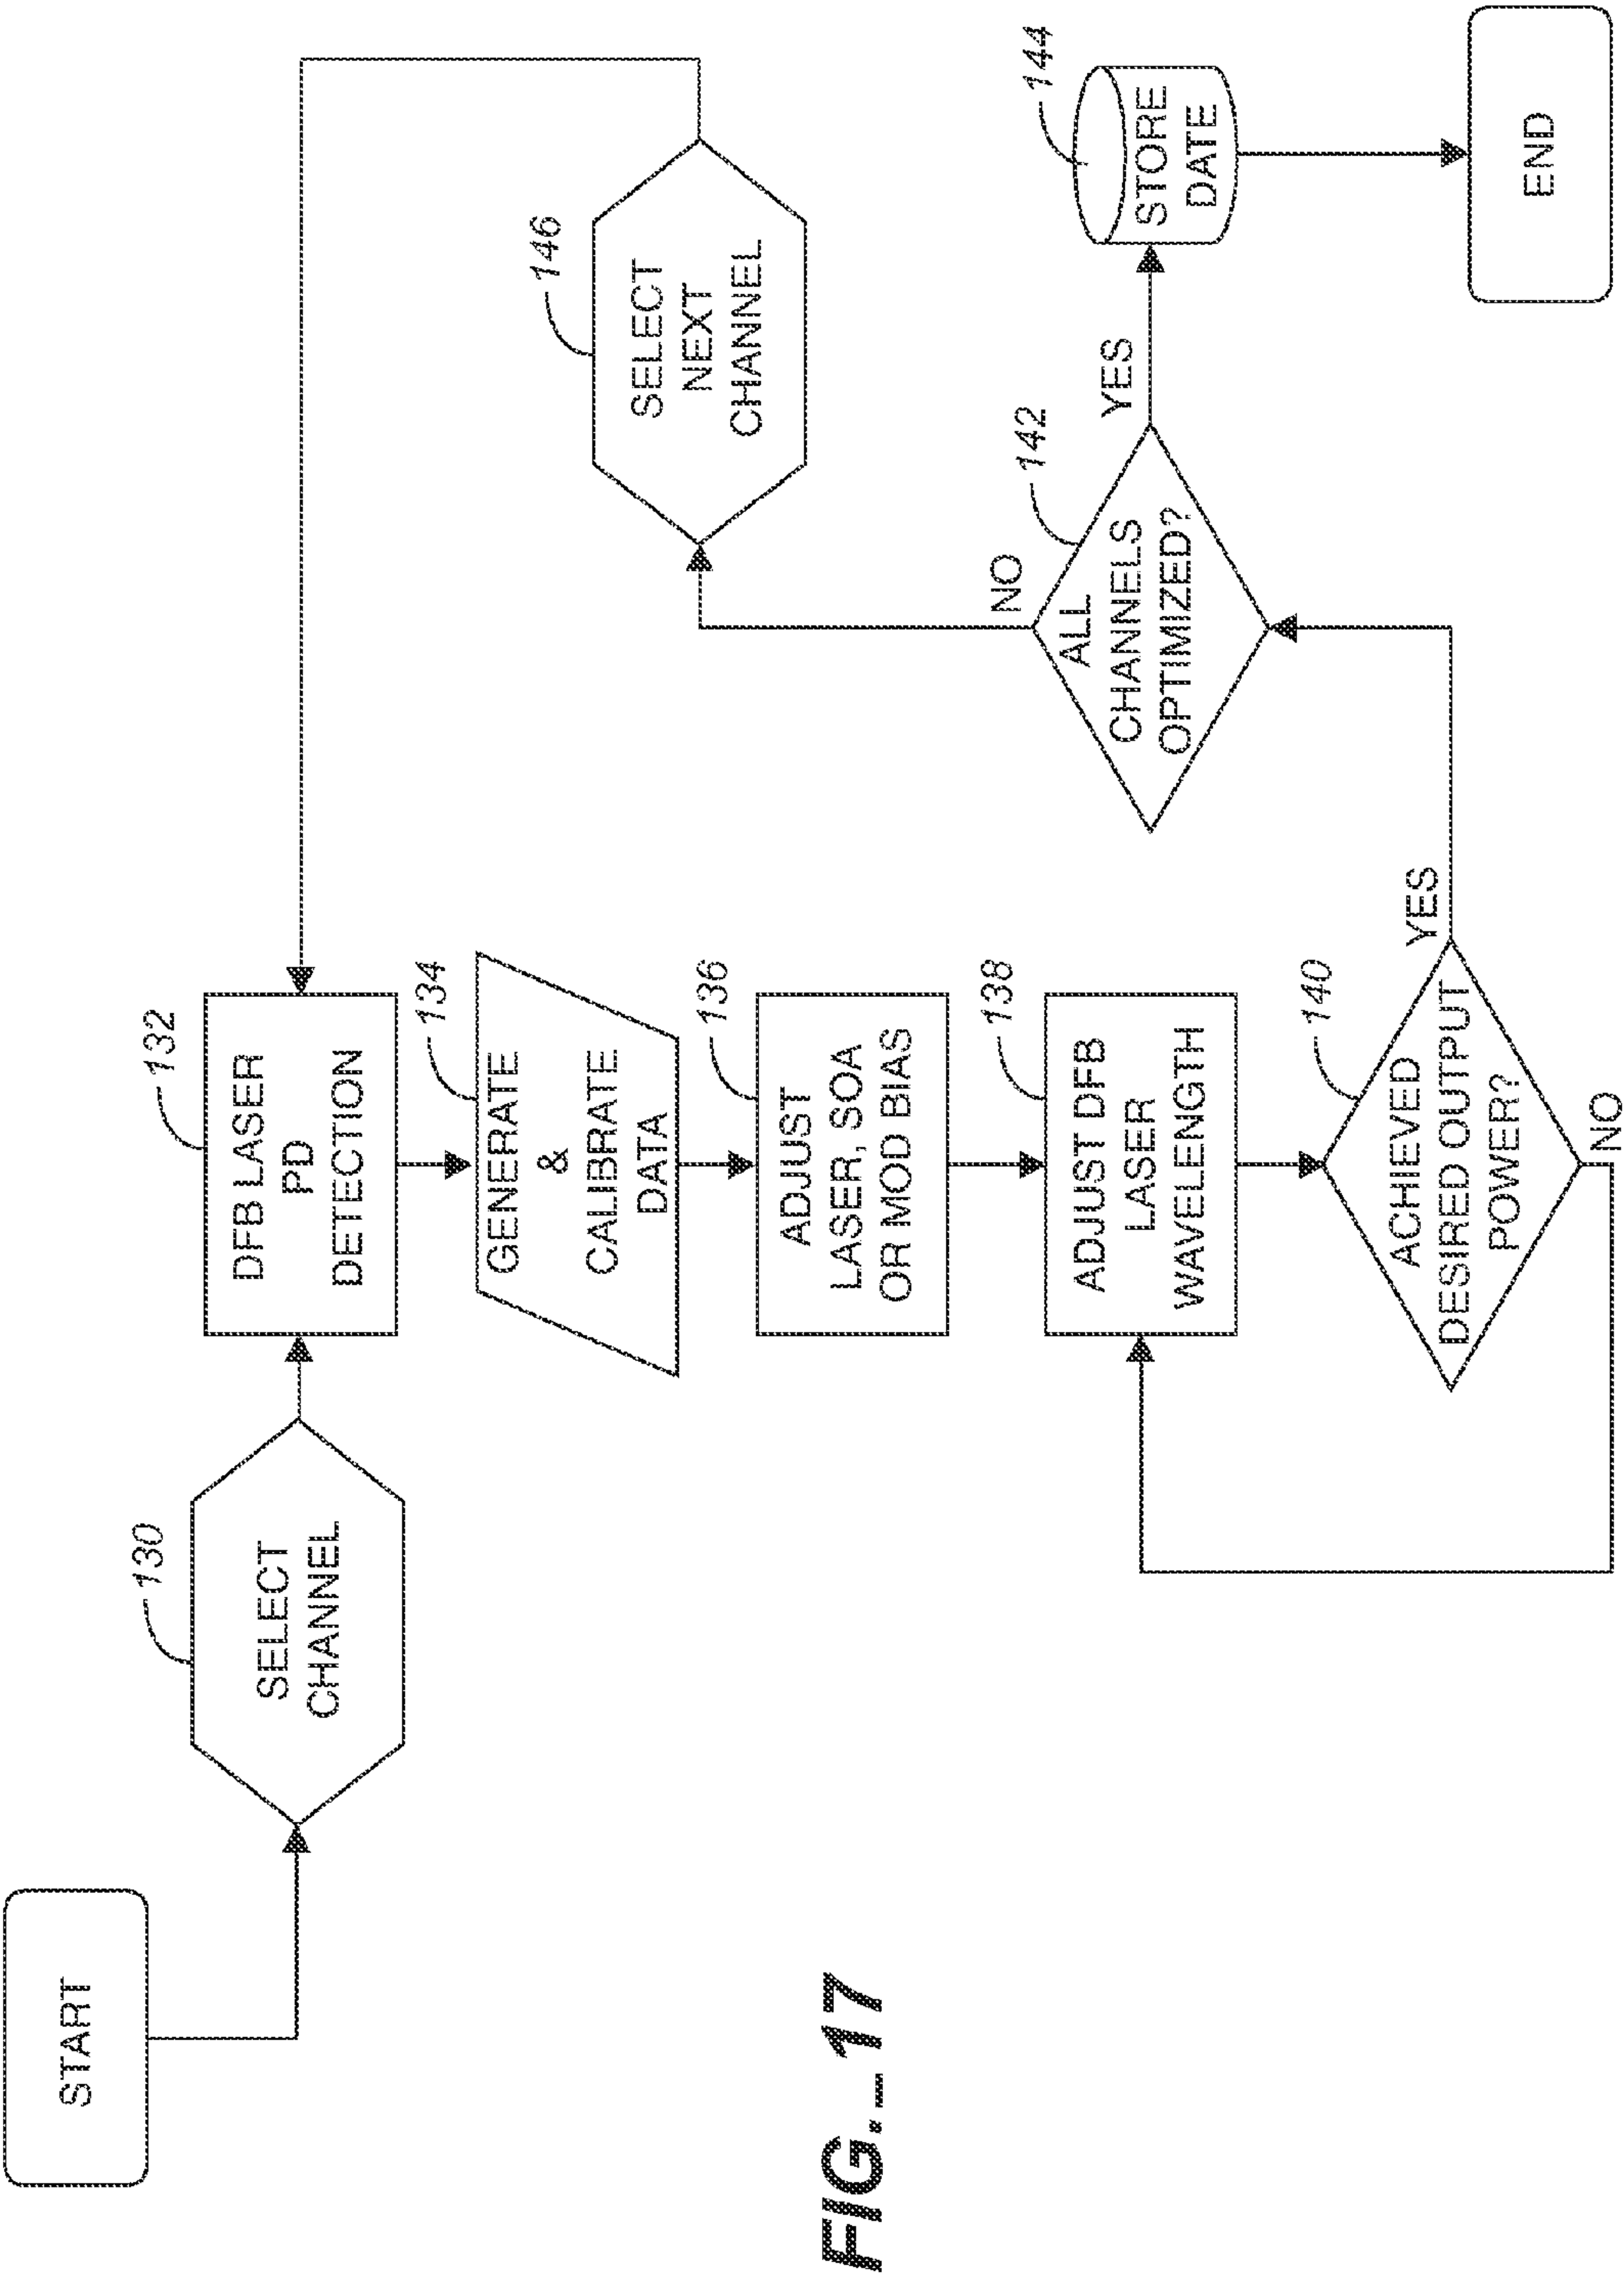 START
130
SELECT
CHANNEL
132
DFB LASER
PD
DETECTION
134
GENERATE
&
CALIBRATE
DATA
136
ADJUST
LASER, SOA
OR MOD BIAS
138
ADJUST DFB
LASER
WAVELENGTH
140
ACHIEVED
DESIRED OUTPUT
POWER?
NO
YES
142
ALL
CHANNELS
OPTIMIZED?
NO
YES
146
SELECT
NEXT
CHANNEL
144
STORE
DATE
END
FIG._17